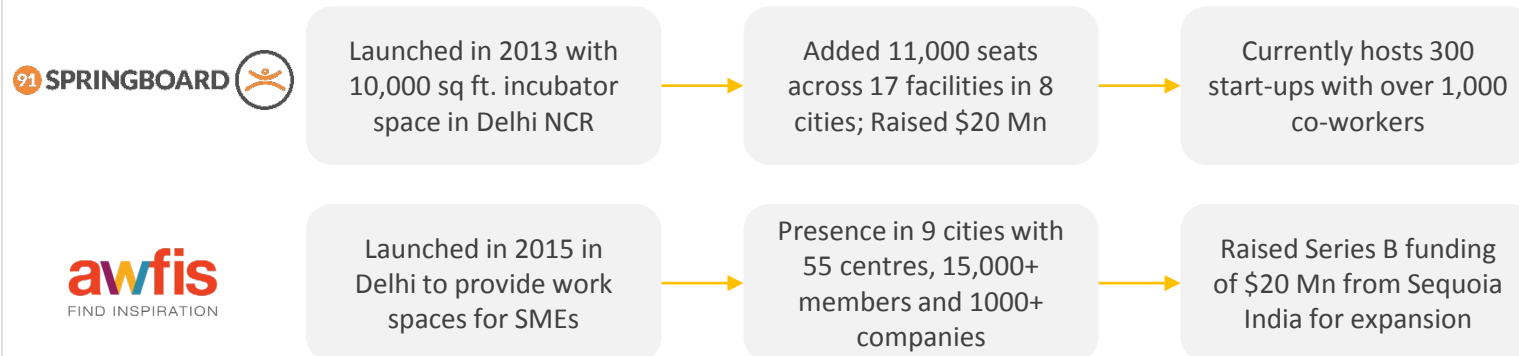 91 SPRINGBOARD
Launched in 2013 with
10,000 sq ft. incubator
space in Delhi NCR
Added 11,000 seats
across 17 facilities in 8
cities; Raised $20 Mn
Currently hosts 300
start-ups with over 1,000
co-workers
awfis
FIND INSPIRATION
Launched in 2015 in
Delhi to provide work
spaces for SMEs
Presence in 9 cities with
55 centres, 15,000+
members and 1000+
companies
Raised Series B funding
of $20 Mn from Sequoia
India for expansion